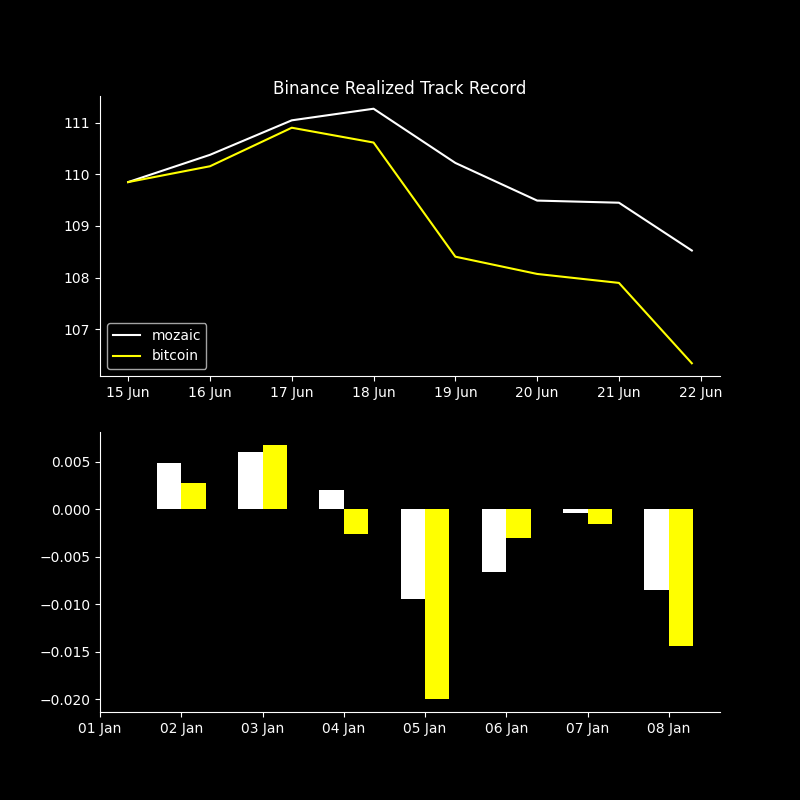 Binance Realized Track Record
111
110
109
108
107
mozaic
bitcoin
15 Jun 16 Jun 17 Jun 18 Jun 19 Jun 20 Jun 21 Jun 22 Jun
0.005
0.000
−0.005
−0.010
−0.015
−0.020
01 Jan 02 Jan 03 Jan 04 Jan 05 Jan 06 Jan 07 Jan 08 Jan